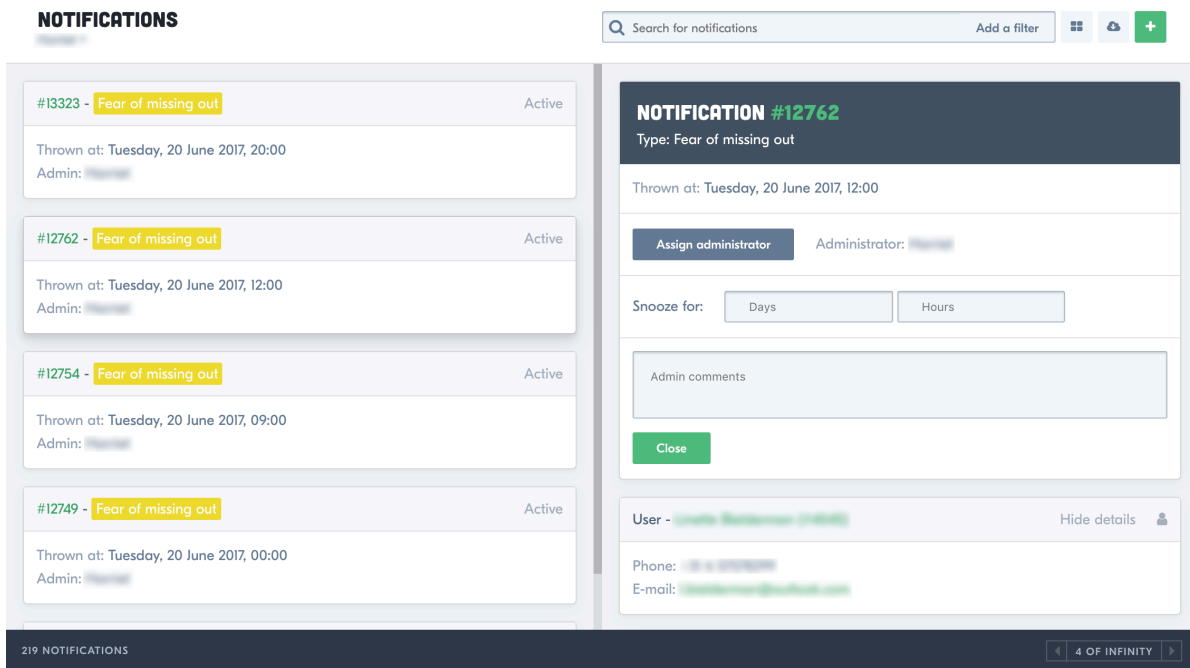 NOTIFICATIONS
Search for notifications Add a filter
#13323 - Fear of missing out Active
Thrown at: Tuesday, 20 June 2017, 20:00
Admin:
#12762 - Fear of missing out Active
Thrown at: Tuesday, 20 June 2017, 12:00
Admin:
#12754 - Fear of missing out Active
Thrown at: Tuesday, 20 June 2017, 09:00
Admin:
#12749 - Fear of missing out Active
Thrown at: Tuesday, 20 June 2017, 00:00
Admin:
NOTIFICATION #12762
Type: Fear of missing out
Thrown at: Tuesday, 20 June 2017, 12:00
Assign administrator Administrator:
Snooze for: Days Hours
Admin comments
Close
User - Hide details
Phone:
E-mail:
219 NOTIFICATIONS 4 OF INFINITY